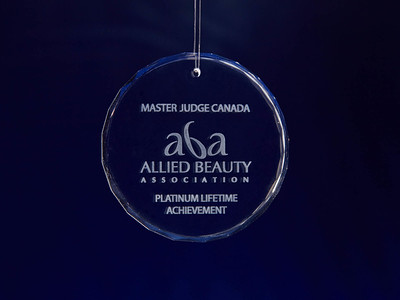 MASTER JUDGE CANADA
aba
ALLIED BEAUTY
ASSOCIATION
PLATINUM LIFETIME
ACHIEVEMENT